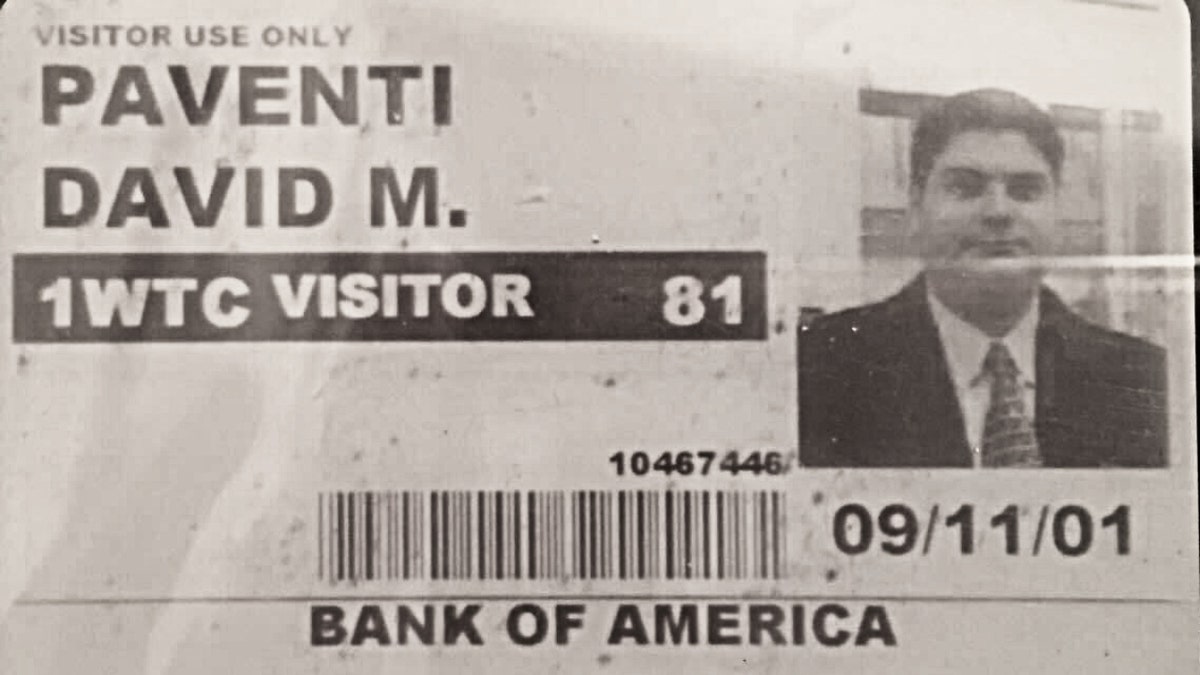 VISITOR USE ONLY
PAVENTI
DAVID M.
1WTC VISITOR 81
10467446
09/11/01
BANK OF AMERICA